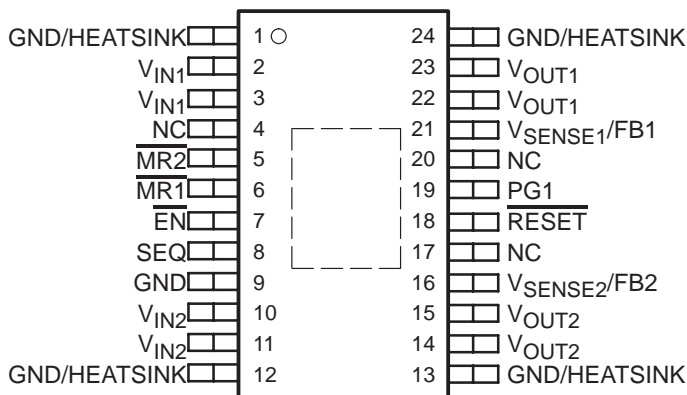 GND/HEATSINK 1 24 GND/HEATSINK
VIN1 2 23 VOUT1
VIN1 3 22 VOUT1
NC 4 21 VSENSE1/FB1
MR2 5 20 NC
MR1 6 19 PG1
EN 7 18 RESET
SEQ 8 17 NC
GND 9 16 VSENSE2/FB2
VIN2 10 15 VOUT2
VIN2 11 14 VOUT2
GND/HEATSINK 12 13 GND/HEATSINK